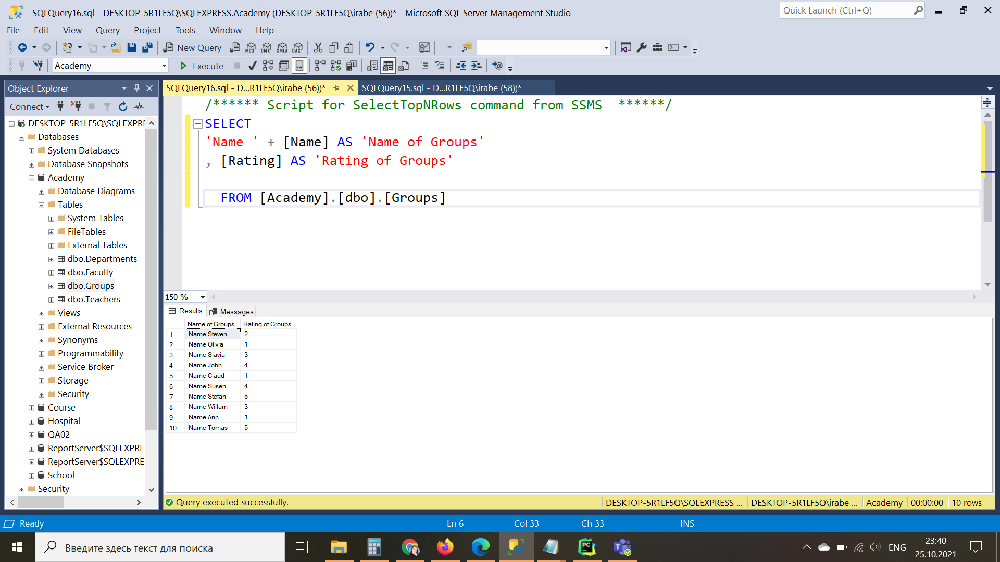 SQLQuery16.sql - DESKTOP-5R1LF5Q\SQLEXPRESS.Academy (DESKTOP-5R1LF5Q\irabe (56))* - Microsoft SQL Server Management Studio
Quick Launch (Ctrl+Q)
File Edit View Query Project Tools Window Help
New Query MDX DMX XMLA DAX
Academy Execute
Object Explorer
Connect
DESKTOP-5R1LF5Q\SQLEXPRE
Databases
System Databases
Database Snapshots
Academy
Database Diagrams
Tables
System Tables
FileTables
External Tables
dbo.Departments
dbo.Faculty
dbo.Groups
dbo.Teachers
Views
External Resources
Synonyms
Programmability
Service Broker
Storage
Security
Course
Hospital
QA02
ReportServer$SQLEXPRE
ReportServer$SQLEXPRE
School
Security
SQLQuery16.sql - D...R1LF5Q\irabe (56))* SQLQuery15.sql - D...R1LF5Q\irabe (58))*
/****** Script for SelectTopNRows command from SSMS  ******/
SELECT
'Name ' + [Name] AS 'Name of Groups'
, [Rating] AS 'Rating of Groups'
FROM [Academy].[dbo].[Groups]
150 %
Results Messages
Name of Groups Rating of Groups
1 Name Steven 2
2 Name Olivia 1
3 Name Slavia 3
4 Name John 4
5 Name Claud 1
6 Name Susen 4
7 Name Stefan 5
8 Name Willam 3
9 Name Ann 1
10 Name Tomas 5
Query executed successfully. DESKTOP-5R1LF5Q\SQLEXPRESS ... DESKTOP-5R1LF5Q\irabe ... Academy 00:00:00 10 rows
Ready Ln 6 Col 33 Ch 33 INS
Введите здесь текст для поиска
PC
ENG
23:40
25.10.2021